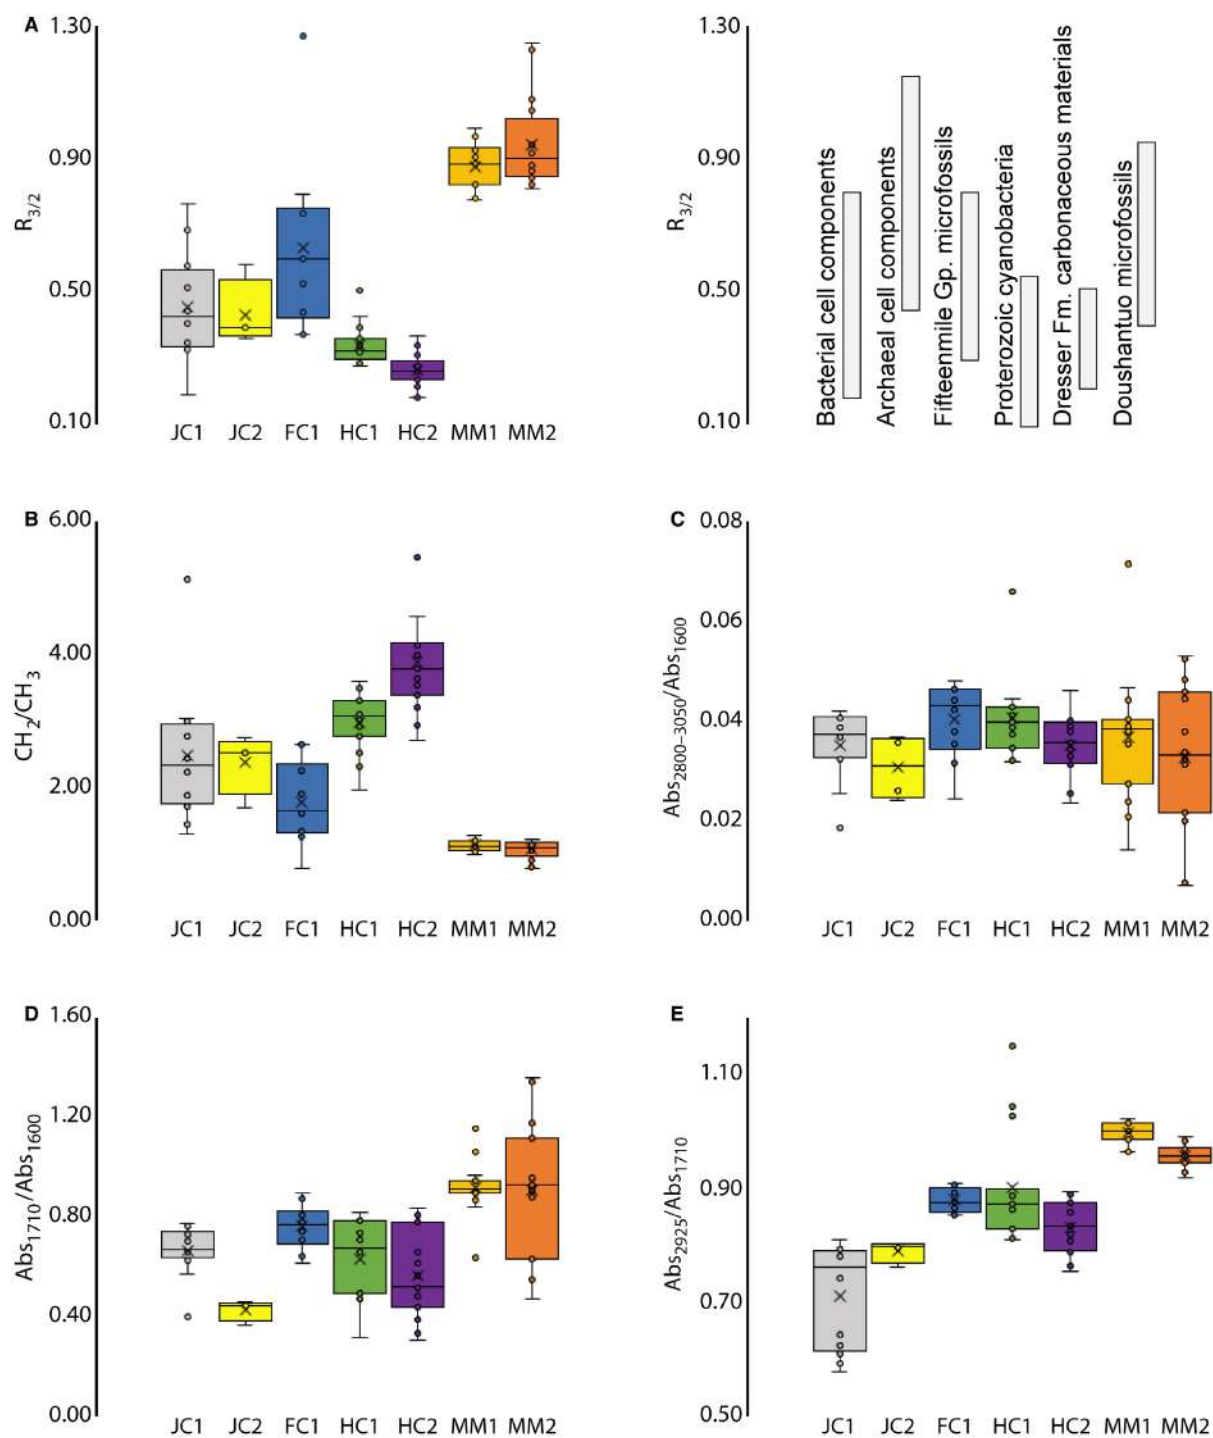 A
1.30
0.90
0.50
0.10
R3/2
JC1 JC2 FC1 HC1 HC2 MM1 MM2
1.30
0.90
0.50
0.10
R3/2
Bacterial cell components
Archaeal cell components
Fifteenmile Gp. microfossils
Proterozoic cyanobacteria
Dresser Fm. carbonaceous materials
Doushantuo microfossils
B
6.00
4.00
2.00
0.00
CH2/CH3
JC1 JC2 FC1 HC1 HC2 MM1 MM2
C
0.08
0.06
0.04
0.02
0.00
Abs2800–3050/Abs1600
JC1 JC2 FC1 HC1 HC2 MM1 MM2
D
1.60
1.20
0.80
0.40
0.00
Abs1710/Abs1600
JC1 JC2 FC1 HC1 HC2 MM1 MM2
E
1.10
0.90
0.70
0.50
Abs2925/Abs1710
JC1 JC2 FC1 HC1 HC2 MM1 MM2